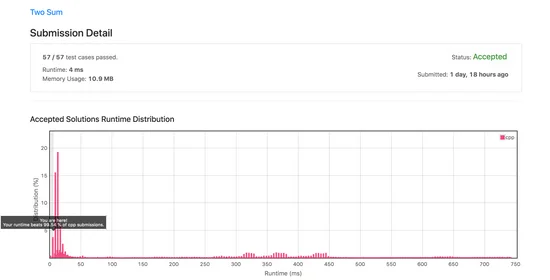 Two Sum
Submission Detail
57 / 57 test cases passed.
Status: Accepted
Runtime: 4 ms
Memory Usage: 10.9 MB
Submitted: 1 day, 18 hours ago
Accepted Solutions Runtime Distribution
cpp
20
15
10
5
Distribution (%)
You are here!
Your runtime beats 99.54 % of cpp submissions.
0 50 100 150 200 250 300 350 400 450 500 550 600 650 700 750
Runtime (ms)